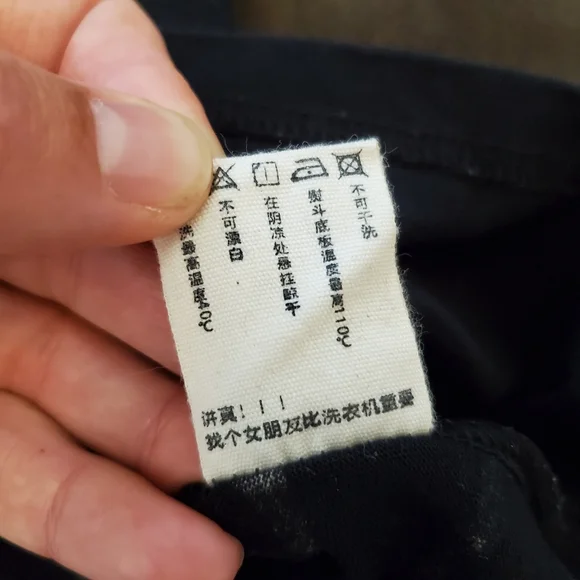 洗最高温度40℃
不可漂白
在阴凉处悬挂晾干
熨斗底板温度最高110℃
不可干洗
讲真！！！
找个女朋友比洗衣机重要